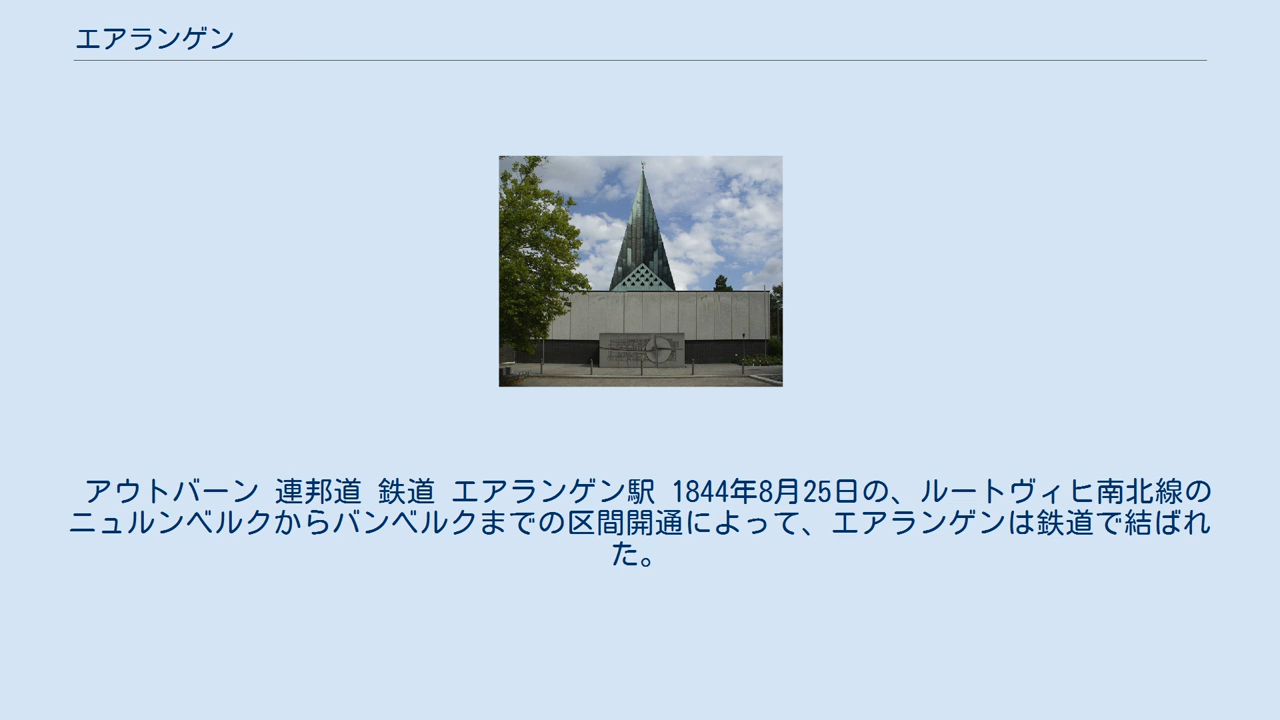 エアランゲン
アウトバーン 連邦道 鉄道 エアランゲン駅 1844年8月25日の、ルートヴィヒ南北線の
ニュルンベルクからバンベルクまでの区間開通によって、エアランゲンは鉄道で結ばれ
た。